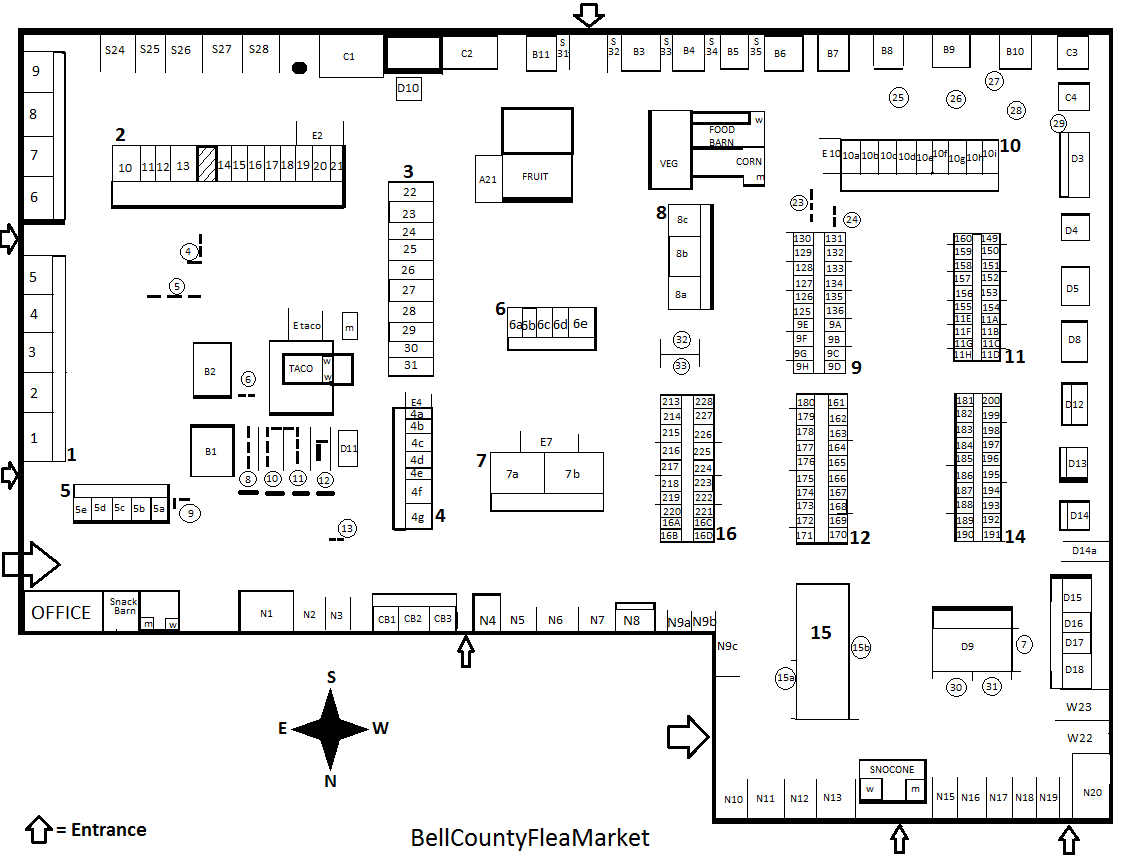 S24 S25 S26 S27 S28 C1 C2 B11 S 31 S 32 B3 S 33 B4 S 34 B5 S 35 B6 B7 B8 B9 B10 C3
9 D10 25 26 27 28 C4
8 29
2 E2 FOOD BARN w 10
7 10 11 12 13 14 15 16 17 18 19 20 21 3 A21 FRUIT VEG CORN m E 10 10a 10b 10c 10d 10e 10f 10g 10h 10i D3
6 22
23 8 8c 23 24 D4
4 24 130 131 160 149
25 8b 129 132 159 150
5 26 128 133 158 151
5 27 8a 127 134 157 152 D5
4 28 6 126 135 156 153
E taco m 29 6a 6b 6c 6d 6e 125 136 155 154
3 30 32 9E 9A 11E 11A D8
B2 TACO w w 31 33 9F 9B 11F 11B
2 6 9G 9C 11G 11C
9H 9D 9 11H 11D 11
E4 213 228 180 161 181 200 D12
1 4a 214 227 179 162 182 199
B1 D11 4b E7 215 226 178 163 183 198
1 4c 216 225 177 164 184 197
8 10 11 12 4d 7 7a 7b 217 224 176 165 185 196 D13
5 4e 218 223 175 166 186 195
5e 5d 5c 5b 5a 9 4f 219 222 174 167 187 194
13 4g 4 220 221 173 168 188 193 D14
16A 16C 172 169 189 192
16B 16D 16 171 170 12 190 191 14
D14a
OFFICE Snack Barn m w N1 N2 N3 CB1 CB2 CB3 N4 N5 N6 N7 N8 N9a N9b 15 D15
D16
N9c 15b D9 7 D17
15a 30 31 D18
S W23
E W W22
N SNOCONE
w m
N10 N11 N12 N13 N15 N16 N17 N18 N19 N20
= Entrance
BellCountyFleaMarket